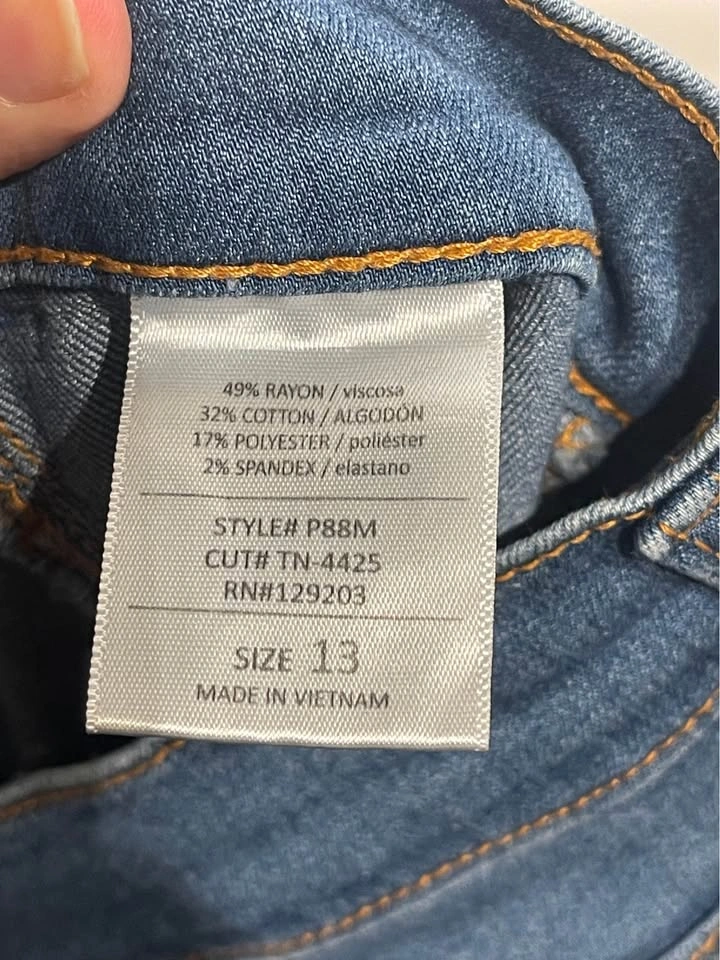 49% RAYON / viscosa
32% COTTON / ALGODÓN
17% POLYESTER / poliéster
2% SPANDEX / elastano
STYLE# P88M
CUT# TN-4425
RN#129203
SIZE 13
MADE IN VIETNAM